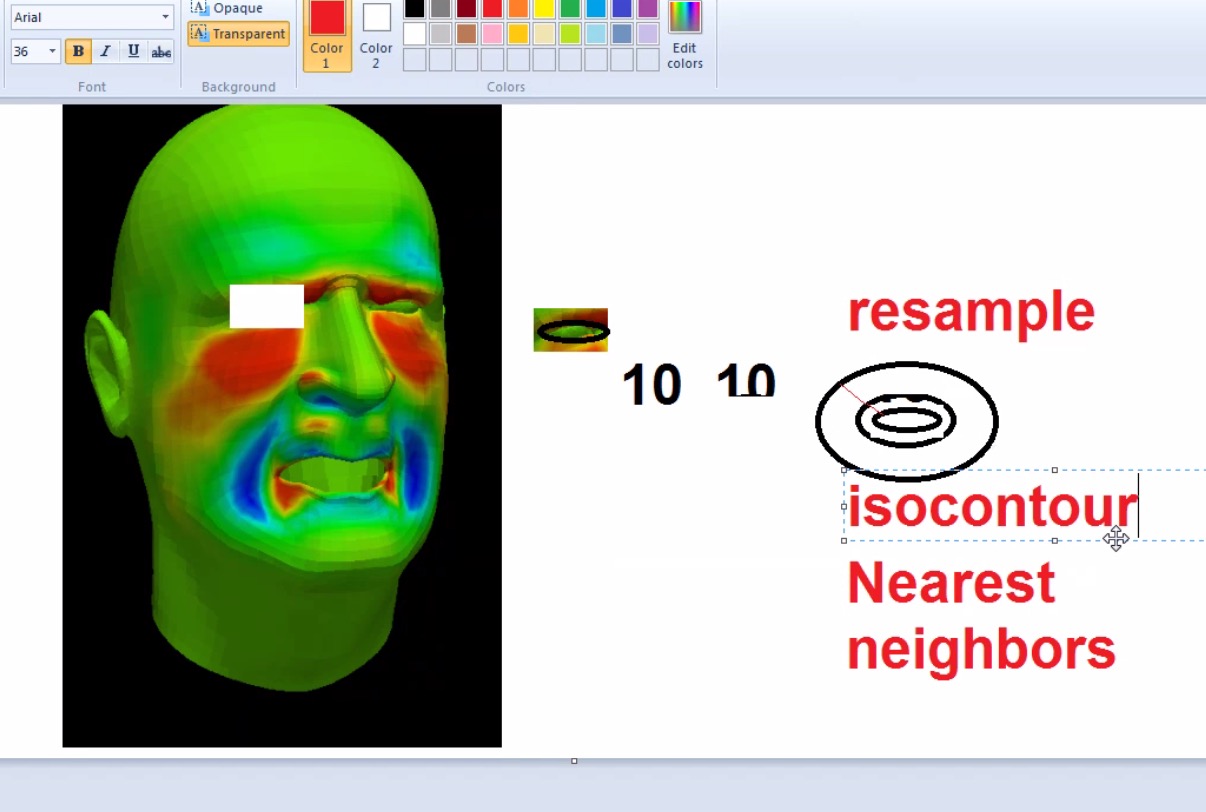 Arial
Opaque
Transparent
36
B I U abc
Color 1
Color 2
Edit colors
Font
Background
Colors
resample
10 10
isocontour
Nearest
neighbors